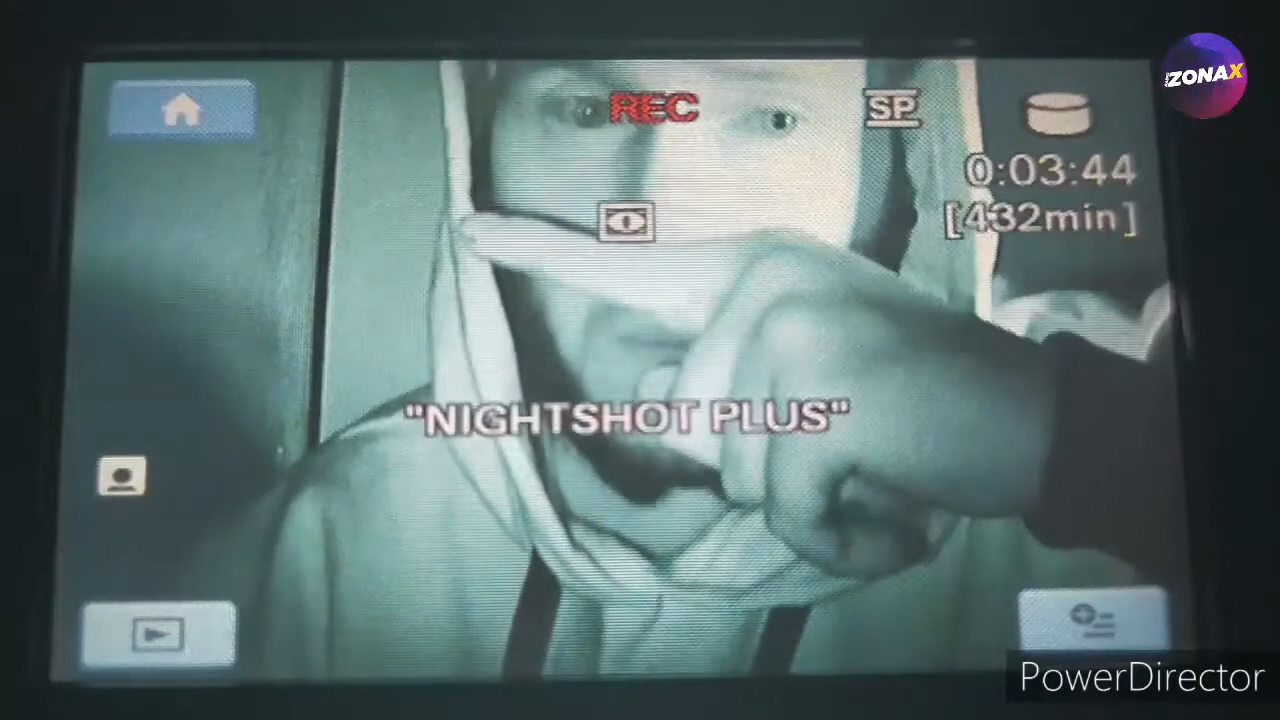 ZONAX
REC
SP
0:03:44
[432min]
"NIGHTSHOT PLUS"
PowerDirector